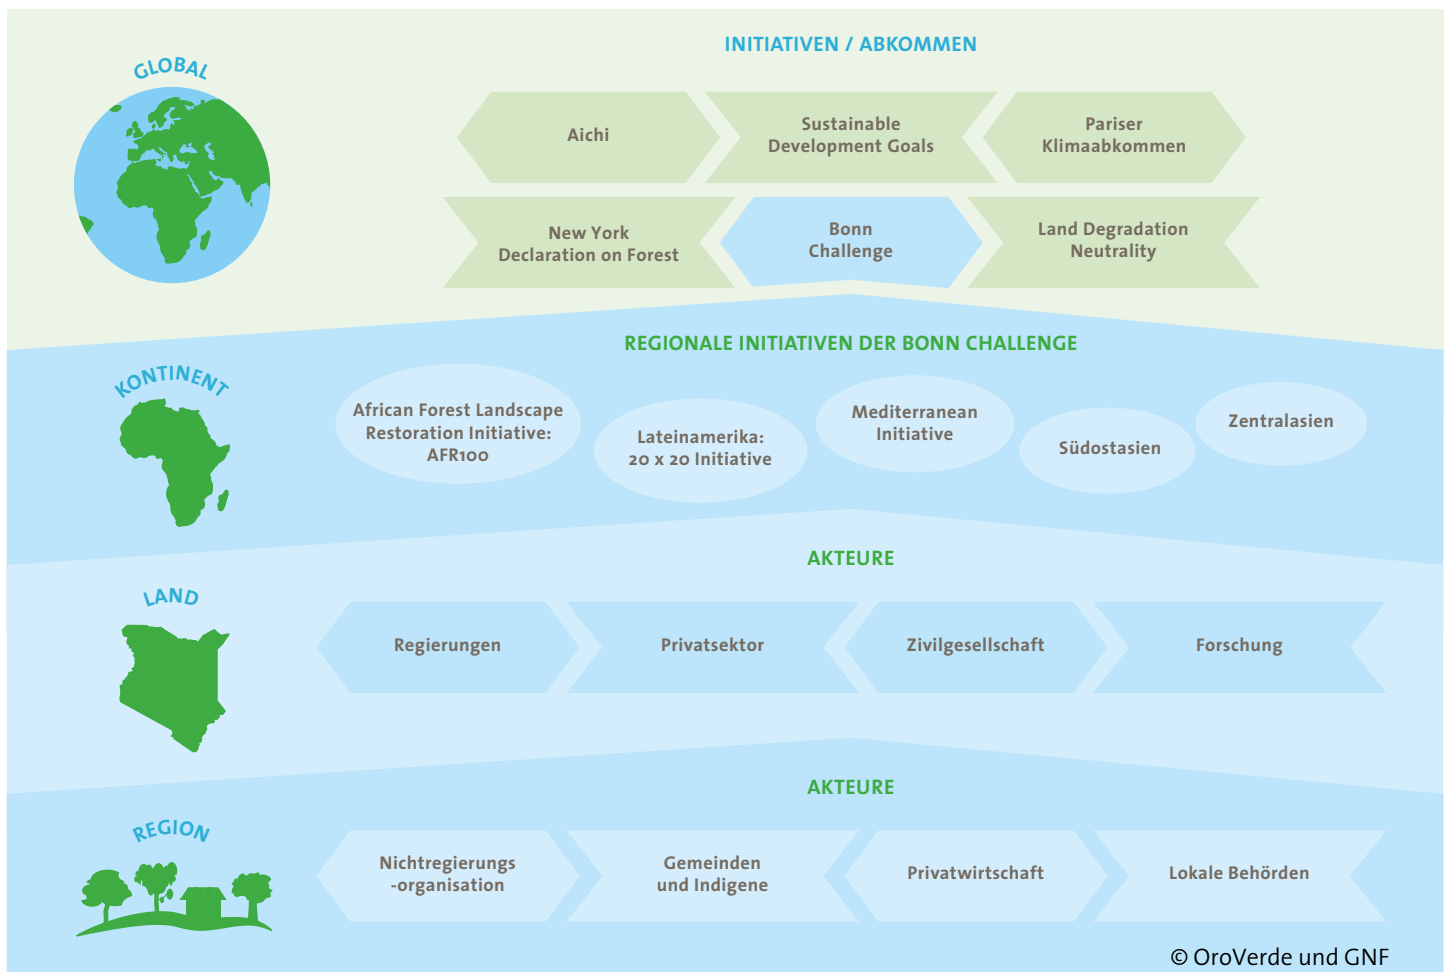 INITIATIVEN / ABKOMMEN
GLOBAL
Aichi
Sustainable
Development Goals
Pariser
Klimaabkommen
New York
Declaration on Forest
Bonn
Challenge
Land Degradation
Neutrality
REGIONALE INITIATIVEN DER BONN CHALLENGE
KONTINENT
African Forest Landscape
Restoration Initiative:
AFR100
Lateinamerika:
20 x 20 Initiative
Mediterranean
Initiative
Südostasien
Zentralasien
AKTEURE
LAND
Regierungen
Privatsektor
Zivilgesellschaft
Forschung
AKTEURE
REGION
Nichtregierungs
-organisation
Gemeinden
und Indigene
Privatwirtschaft
Lokale Behörden
© OroVerde und GNF